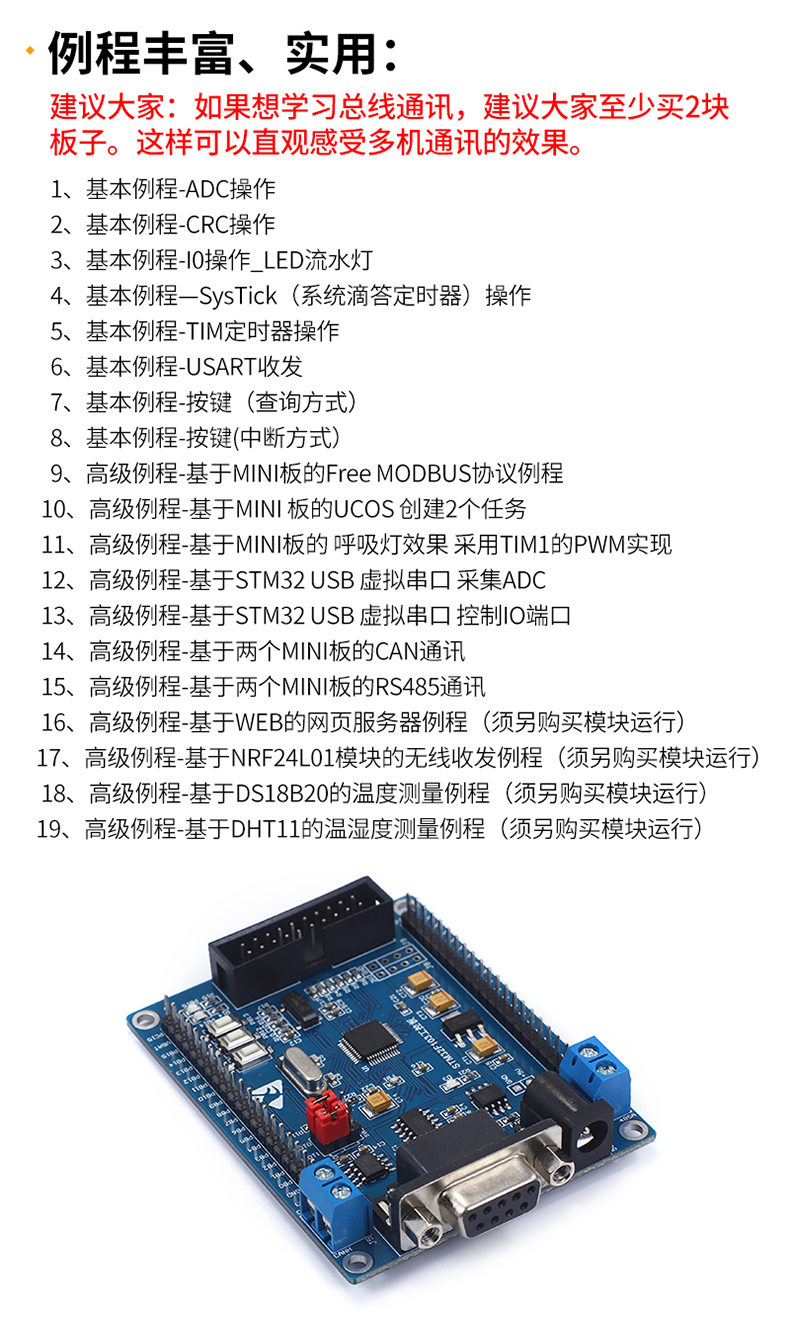 例程丰富、实用：
建议大家：如果想学习总线通讯，建议大家至少买2块
板子。这样可以直观感受多机通讯的效果。
1、基本例程-ADC操作
2、基本例程-CRC操作
3、基本例程-I0操作_LED流水灯
4、基本例程—SysTick（系统滴答定时器）操作
5、基本例程-TIM定时器操作
6、基本例程-USART收发
7、基本例程-按键（查询方式）
8、基本例程-按键(中断方式）
9、高级例程-基于MINI板的Free MODBUS协议例程
10、高级例程-基于MINI 板的UCOS 创建2个任务
11、高级例程-基于MINI板的 呼吸灯效果 采用TIM1的PWM实现
12、高级例程-基于STM32 USB 虚拟串口 采集ADC
13、高级例程-基于STM32 USB 虚拟串口 控制IO端口
14、高级例程-基于两个MINI板的CAN通讯
15、高级例程-基于两个MINI板的RS485通讯
16、高级例程-基于WEB的网页服务器例程（须另购买模块运行）
17、高级例程-基于NRF24L01模块的无线收发例程（须另购买模块运行）
18、高级例程-基于DS18B20的温度测量例程（须另购买模块运行）
19、高级例程-基于DHT11的温湿度测量例程（须另购买模块运行）